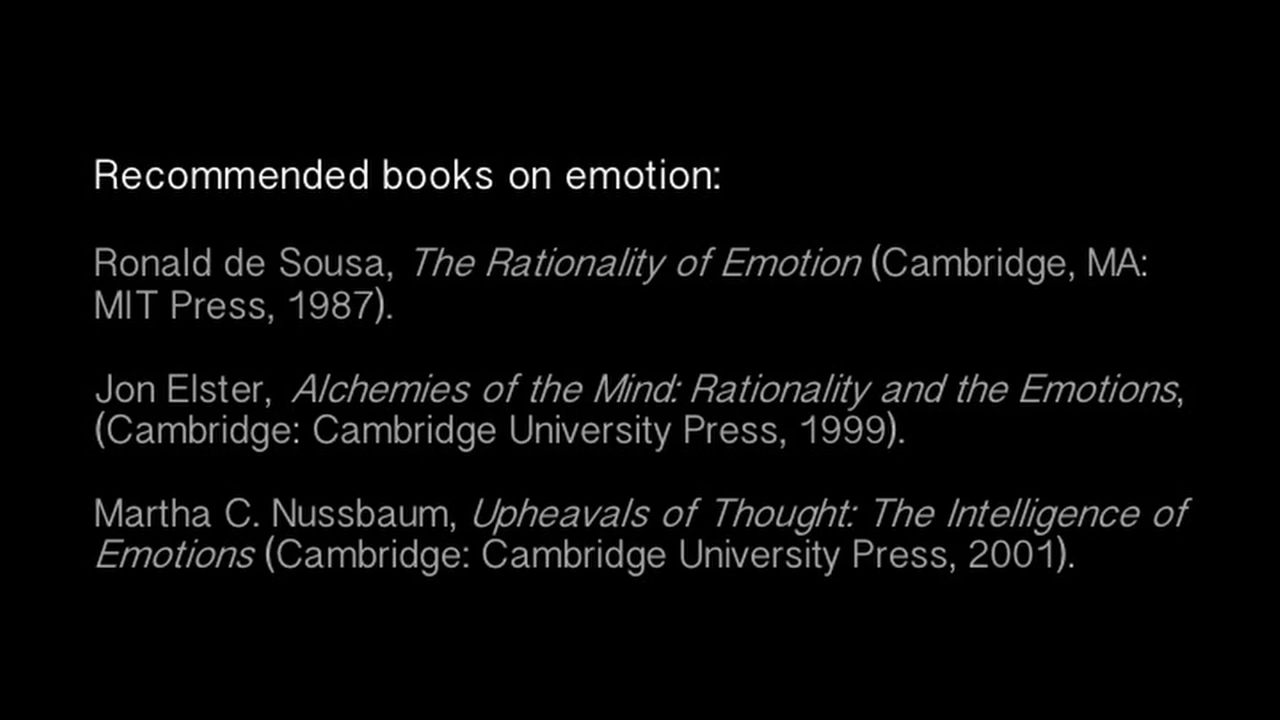 Recommended books on emotion:
Ronald de Sousa, The Rationality of Emotion (Cambridge, MA:
MIT Press, 1987).
Jon Elster, Alchemies of the Mind: Rationality and the Emotions,
(Cambridge: Cambridge University Press, 1999).
Martha C. Nussbaum, Upheavals of Thought: The Intelligence of
Emotions (Cambridge: Cambridge University Press, 2001).